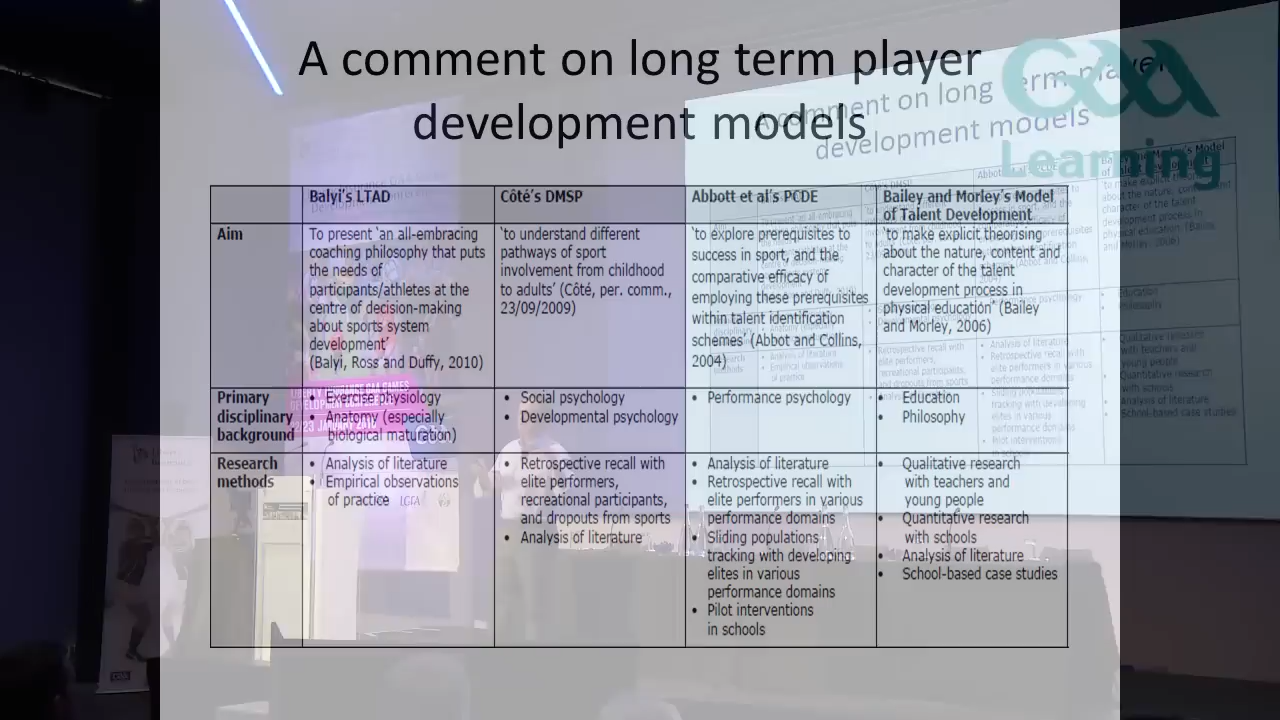 A comment on long term player
development models
GAA
Learning
Balyi's LTAD
Côté's DMSP
Abbott et al's PCDE
Bailey and Morley's Model
of Talent Development
Aim
To present 'an all-embracing
coaching philosophy that puts
the needs of
participants/athletes at the
centre of decision-making
about sports system
development'
(Balyi, Ross and Duffy, 2010)
'to understand different
pathways of sport
involvement from childhood
to adults' (Côté, per. comm.,
23/09/2009)
'to explore prerequisites to
success in sport, and the
comparative efficacy of
employing these prerequisites
within talent identification
schemes' (Abbot and Collins,
2004)
'to make explicit theorising
about the nature, content and
character of the talent
development process in
physical education' (Bailey
and Morley, 2006)
Primary
disciplinary
background
• Exercise physiology
• Anatomy (especially
biological maturation)
• Social psychology
• Developmental psychology
• Performance psychology
• Education
• Philosophy
Research
methods
• Analysis of literature
• Empirical observations
of practice
• Retrospective recall with
elite performers,
recreational participants,
and dropouts from sports
• Analysis of literature
• Analysis of literature
• Retrospective recall with
elite performers in various
performance domains
• Sliding populations
tracking with developing
elites in various
performance domains
• Pilot interventions
in schools
• Qualitative research
with teachers and
young people
• Quantitative research
with schools
• Analysis of literature
• School-based case studies
A comment on long term player
development models